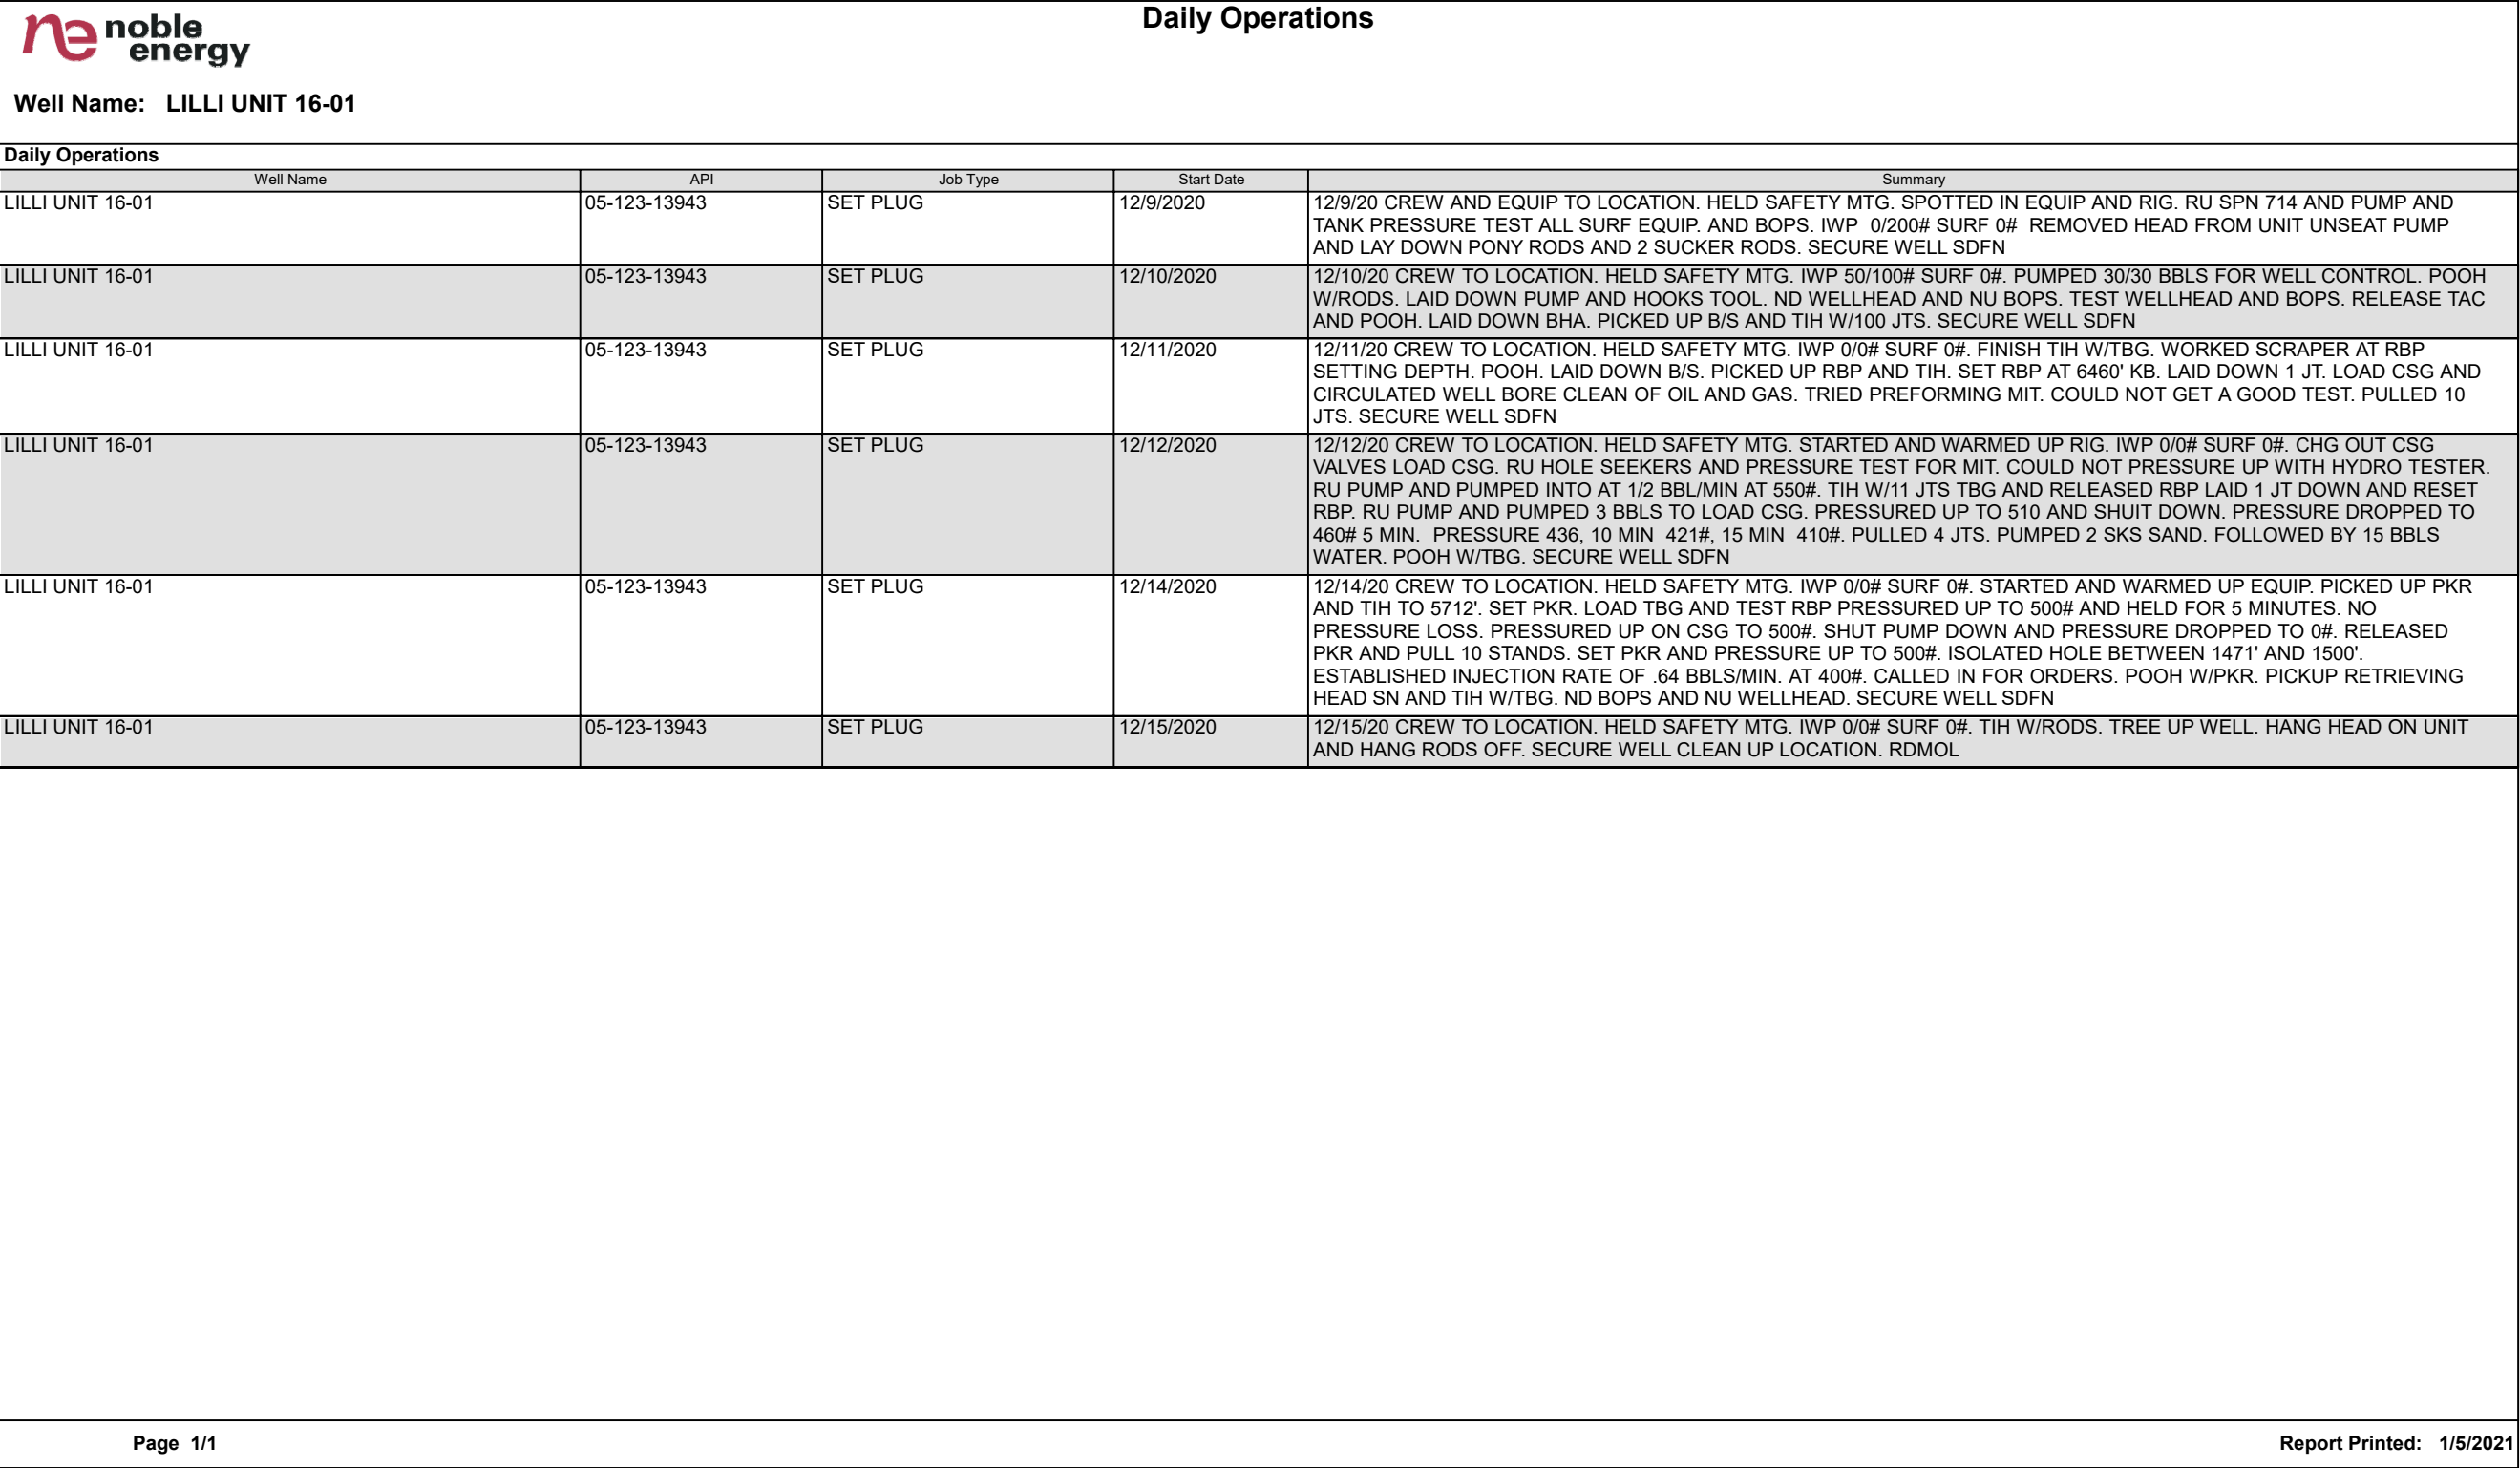 noble energy
Daily Operations
Well Name: LILLI UNIT 16-01
Daily Operations
Well Name API Job Type Start Date Summary
LILLI UNIT 16-01 05-123-13943 SET PLUG 12/9/2020 12/9/20 CREW AND EQUIP TO LOCATION. HELD SAFETY MTG. SPOTTED IN EQUIP AND RIG. RU SPN 714 AND PUMP AND
TANK PRESSURE TEST ALL SURF EQUIP. AND BOPS. IWP 0/200# SURF 0# REMOVED HEAD FROM UNIT UNSEAT PUMP
AND LAY DOWN PONY RODS AND 2 SUCKER RODS. SECURE WELL SDFN
LILLI UNIT 16-01 05-123-13943 SET PLUG 12/10/2020 12/10/20 CREW TO LOCATION. HELD SAFETY MTG. IWP 50/100# SURF 0#. PUMPED 30/30 BBLS FOR WELL CONTROL. POOH
W/RODS. LAID DOWN PUMP AND HOOKS TOOL. ND WELLHEAD AND NU BOPS. TEST WELLHEAD AND BOPS. RELEASE TAC
AND POOH. LAID DOWN BHA. PICKED UP B/S AND TIH W/100 JTS. SECURE WELL SDFN
LILLI UNIT 16-01 05-123-13943 SET PLUG 12/11/2020 12/11/20 CREW TO LOCATION. HELD SAFETY MTG. IWP 0/0# SURF 0#. FINISH TIH W/TBG. WORKED SCRAPER AT RBP
SETTING DEPTH. POOH. LAID DOWN B/S. PICKED UP RBP AND TIH. SET RBP AT 6460' KB. LAID DOWN 1 JT. LOAD CSG AND
CIRCULATED WELL BORE CLEAN OF OIL AND GAS. TRIED PREFORMING MIT. COULD NOT GET A GOOD TEST. PULLED 10
JTS. SECURE WELL SDFN
LILLI UNIT 16-01 05-123-13943 SET PLUG 12/12/2020 12/12/20 CREW TO LOCATION. HELD SAFETY MTG. STARTED AND WARMED UP RIG. IWP 0/0# SURF 0#. CHG OUT CSG
VALVES LOAD CSG. RU HOLE SEEKERS AND PRESSURE TEST FOR MIT. COULD NOT PRESSURE UP WITH HYDRO TESTER.
RU PUMP AND PUMPED INTO AT 1/2 BBL/MIN AT 550#. TIH W/11 JTS TBG AND RELEASED RBP LAID 1 JT DOWN AND RESET
RBP. RU PUMP AND PUMPED 3 BBLS TO LOAD CSG. PRESSURED UP TO 510 AND SHUIT DOWN. PRESSURE DROPPED TO
460# 5 MIN. PRESSURE 436, 10 MIN 421#, 15 MIN 410#. PULLED 4 JTS. PUMPED 2 SKS SAND. FOLLOWED BY 15 BBLS
WATER. POOH W/TBG. SECURE WELL SDFN
LILLI UNIT 16-01 05-123-13943 SET PLUG 12/14/2020 12/14/20 CREW TO LOCATION. HELD SAFETY MTG. IWP 0/0# SURF 0#. STARTED AND WARMED UP EQUIP. PICKED UP PKR
AND TIH TO 5712'. SET PKR. LOAD TBG AND TEST RBP PRESSURED UP TO 500# AND HELD FOR 5 MINUTES. NO
PRESSURE LOSS. PRESSURED UP ON CSG TO 500#. SHUT PUMP DOWN AND PRESSURE DROPPED TO 0#. RELEASED
PKR AND PULL 10 STANDS. SET PKR AND PRESSURE UP TO 500#. ISOLATED HOLE BETWEEN 1471' AND 1500'.
ESTABLISHED INJECTION RATE OF .64 BBLS/MIN. AT 400#. CALLED IN FOR ORDERS. POOH W/PKR. PICKUP RETRIEVING
HEAD SN AND TIH W/TBG. ND BOPS AND NU WELLHEAD. SECURE WELL SDFN
LILLI UNIT 16-01 05-123-13943 SET PLUG 12/15/2020 12/15/20 CREW TO LOCATION. HELD SAFETY MTG. IWP 0/0# SURF 0#. TIH W/RODS. TREE UP WELL. HANG HEAD ON UNIT
AND HANG RODS OFF. SECURE WELL CLEAN UP LOCATION. RDMOL
Page 1/1 Report Printed: 1/5/2021